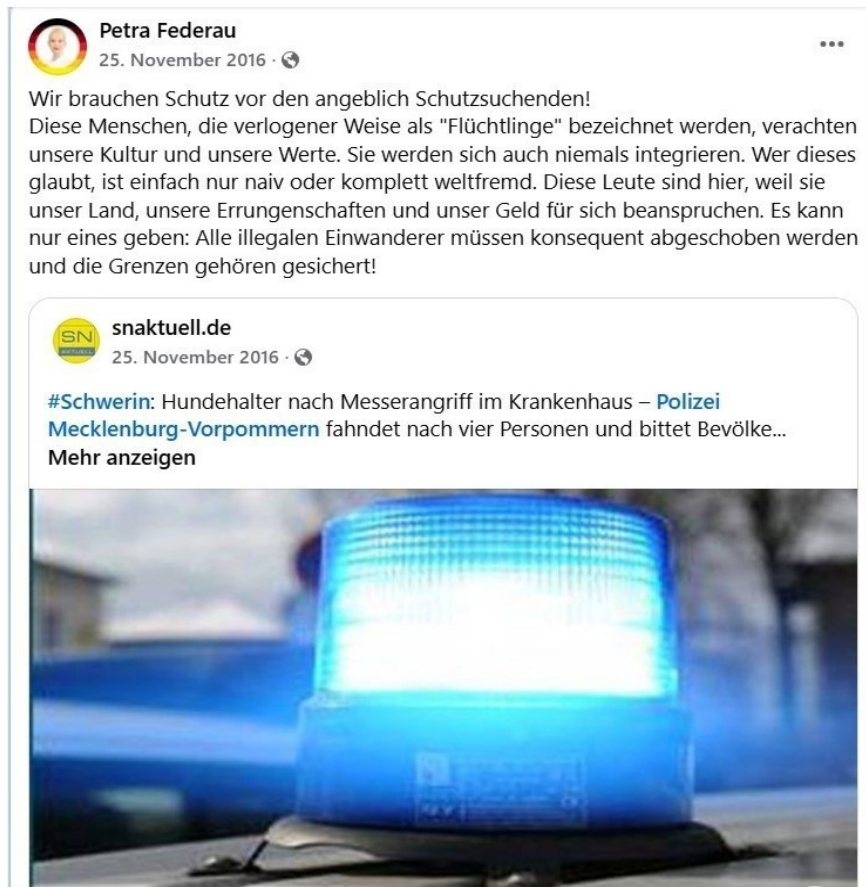 Petra Federau
25. November 2016 ·
Wir brauchen Schutz vor den angeblich Schutzsuchenden!
Diese Menschen, die verlogener Weise als "Flüchtlinge" bezeichnet werden, verachten
unsere Kultur und unsere Werte. Sie werden sich auch niemals integrieren. Wer dieses
glaubt, ist einfach nur naiv oder komplett weltfremd. Diese Leute sind hier, weil sie
unser Land, unsere Errungenschaften und unser Geld für sich beanspruchen. Es kann
nur eines geben: Alle illegalen Einwanderer müssen konsequent abgeschoben werden
und die Grenzen gehören gesichert!
SN
AKTUELL
snaktuell.de
25. November 2016 ·
#Schwerin: Hundehalter nach Messerangriff im Krankenhaus – Polizei
Mecklenburg-Vorpommern fahndet nach vier Personen und bittet Bevölke...
Mehr anzeigen